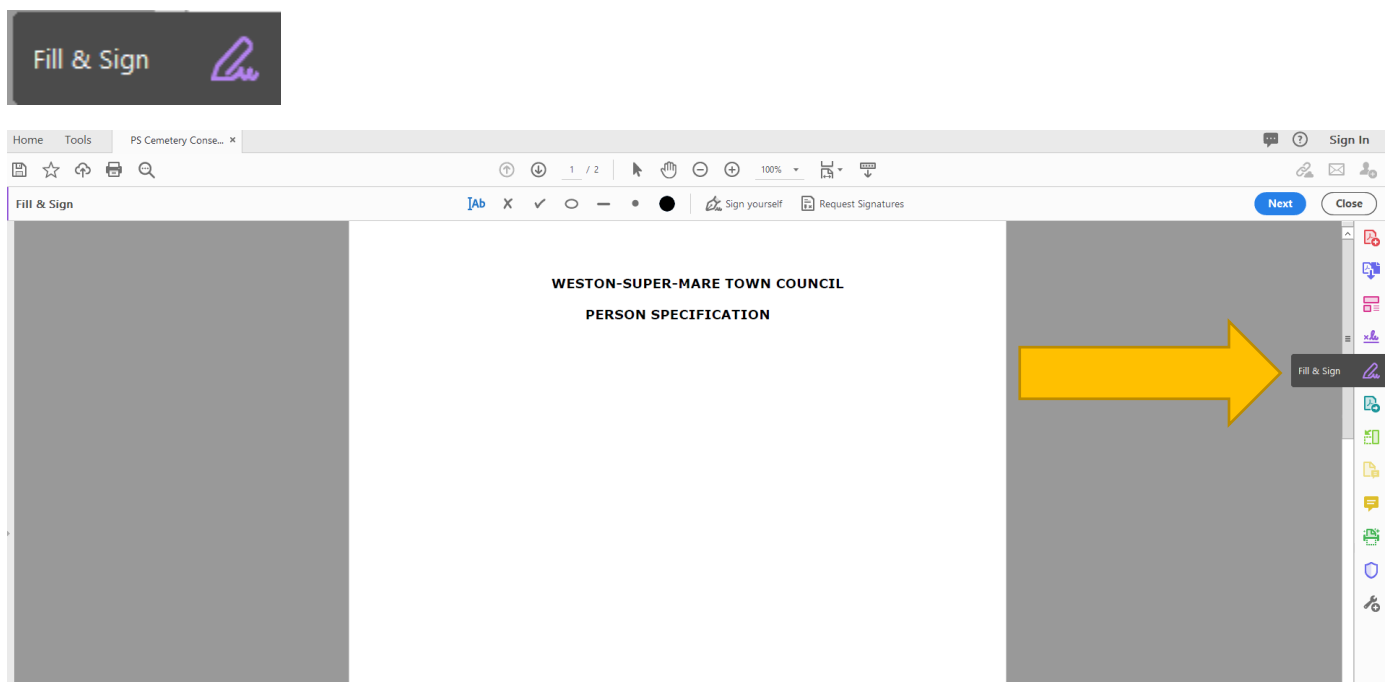 Fill & Sign
Home Tools PS Cemetery Conse... × Sign In
1 / 2 100%
Fill & Sign Ab Sign yourself Request Signatures Next Close
WESTON-SUPER-MARE TOWN COUNCIL
PERSON SPECIFICATION
Fill & Sign